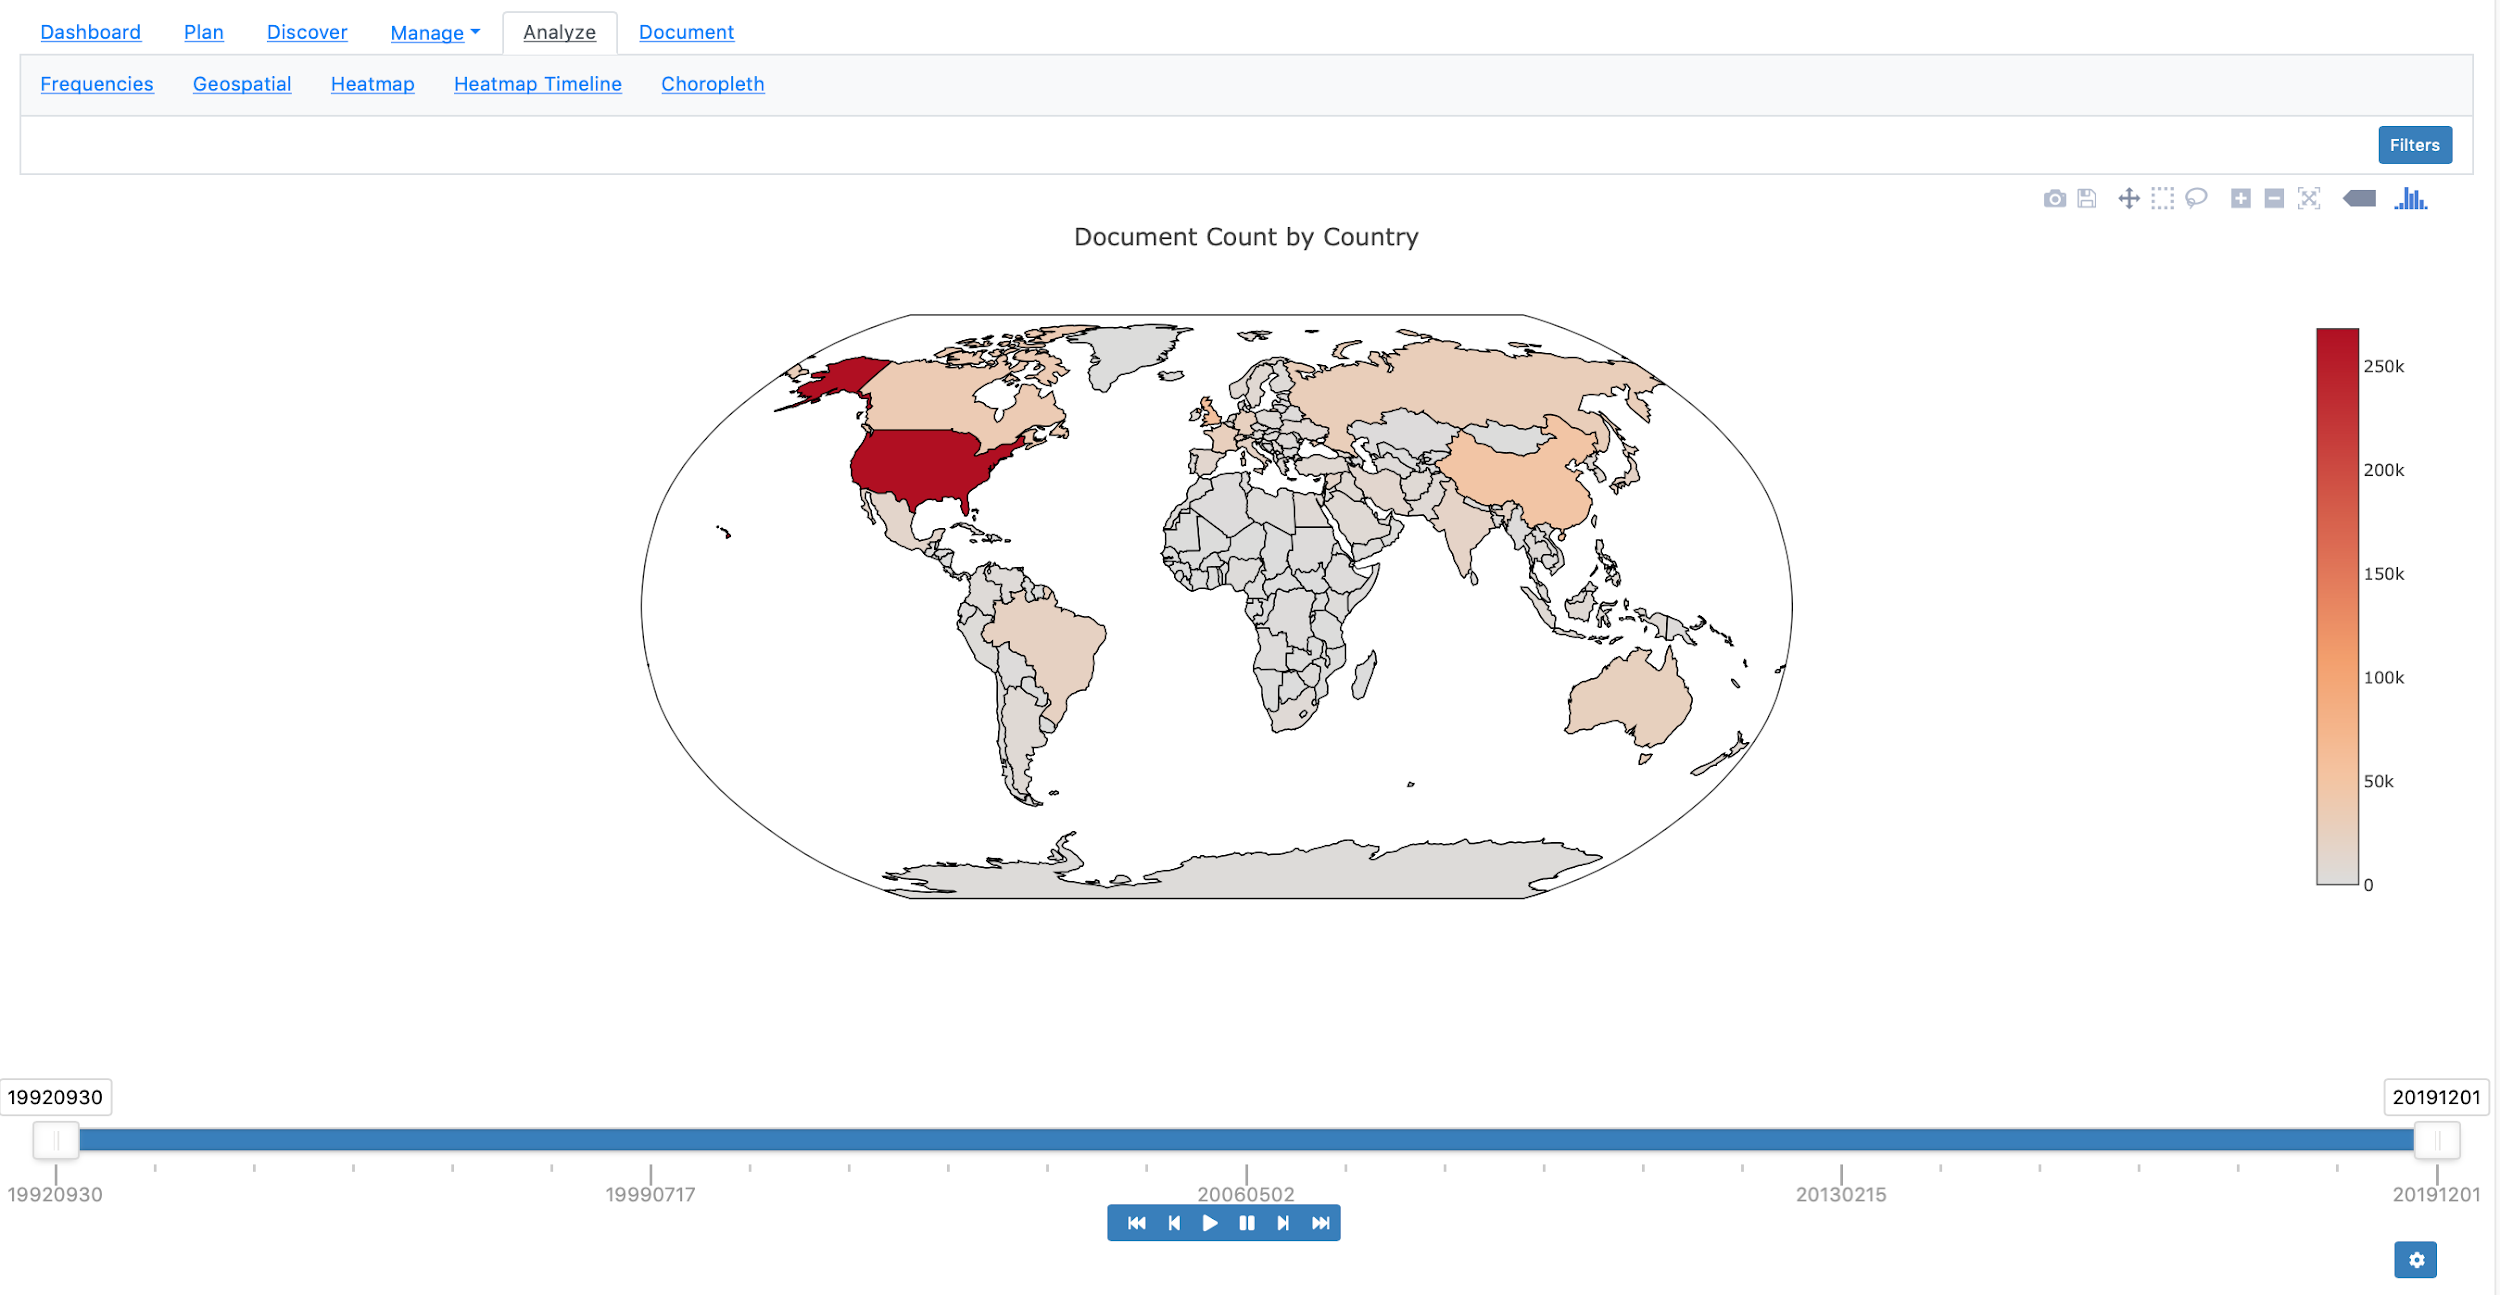 Dashboard Plan Discover Manage Analyze Document
Frequencies Geospatial Heatmap Heatmap Timeline Choropleth
Filters
Document Count by Country
250k
200k
150k
100k
50k
0
19920930 20191201
19920930 19990717 20060502 20130215 20191201